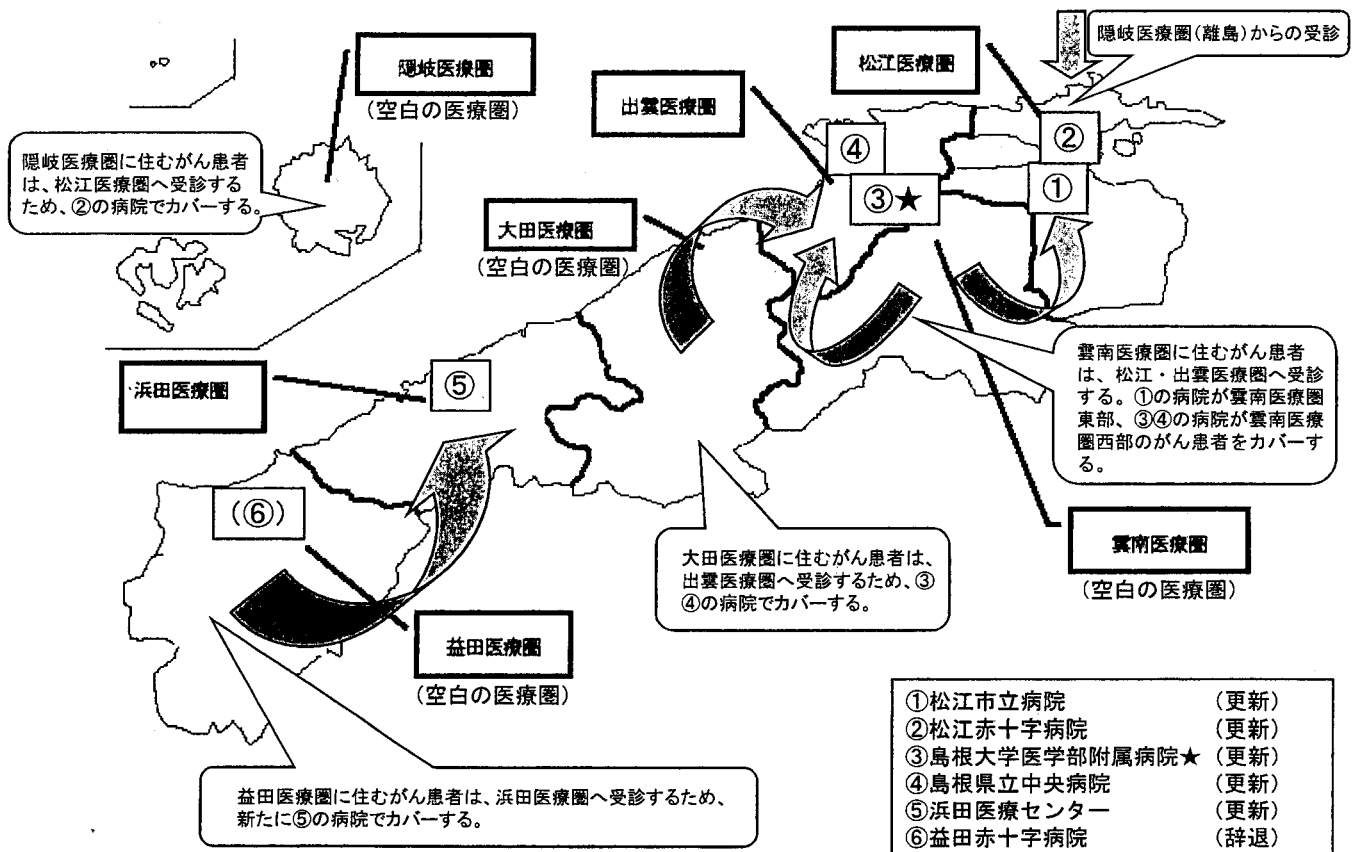 隠岐医療圏(離島)からの受診
隠岐医療圏
(空白の医療圏)
松江医療圏
出雲医療圏
④
②
①
③★
隠岐医療圏に住むがん患者
は、松江医療圏へ受診する
ため、②の病院でカバーする。
大田医療圏
(空白の医療圏)
浜田医療圏
⑤
雲南医療圏に住むがん患者
は、松江・出雲医療圏へ受診
する。①の病院が雲南医療圏
東部、③④の病院が雲南医療
圏西部のがん患者をカバーす
る。
(⑥)
大田医療圏に住むがん患者は、
出雲医療圏へ受診するため、③
④の病院でカバーする。
雲南医療圏
(空白の医療圏)
益田医療圏
(空白の医療圏)
益田医療圏に住むがん患者は、浜田医療圏へ受診するため、
新たに⑤の病院でカバーする。
①松江市立病院 (更新)
②松江赤十字病院 (更新)
③島根大学医学部附属病院★ (更新)
④島根県立中央病院 (更新)
⑤浜田医療センター (更新)
⑥益田赤十字病院 (辞退)